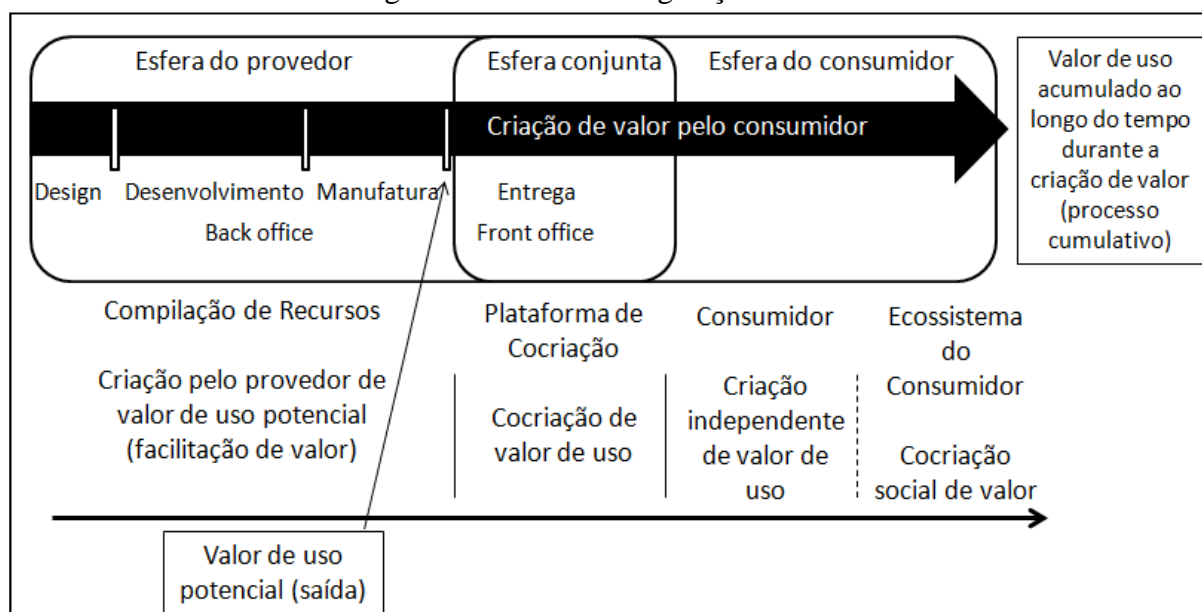 Esfera do provedor
Esfera conjunta
Esfera do consumidor
Criação de valor pelo consumidor
Design
Desenvolvimento
Manufatura
Entrega
Back office
Front office
Valor de uso
acumulado ao
longo do tempo
durante a
criação de valor
(processo
cumulativo)
Compilação de Recursos
Criação pelo provedor de
valor de uso potencial
(facilitação de valor)
Plataforma de
Cocriação
Cocriação de
valor de uso
Consumidor
Criação
independente
de valor de
uso
Ecossistema
do
Consumidor
Cocriação
social de valor
Valor de uso
potencial (saída)